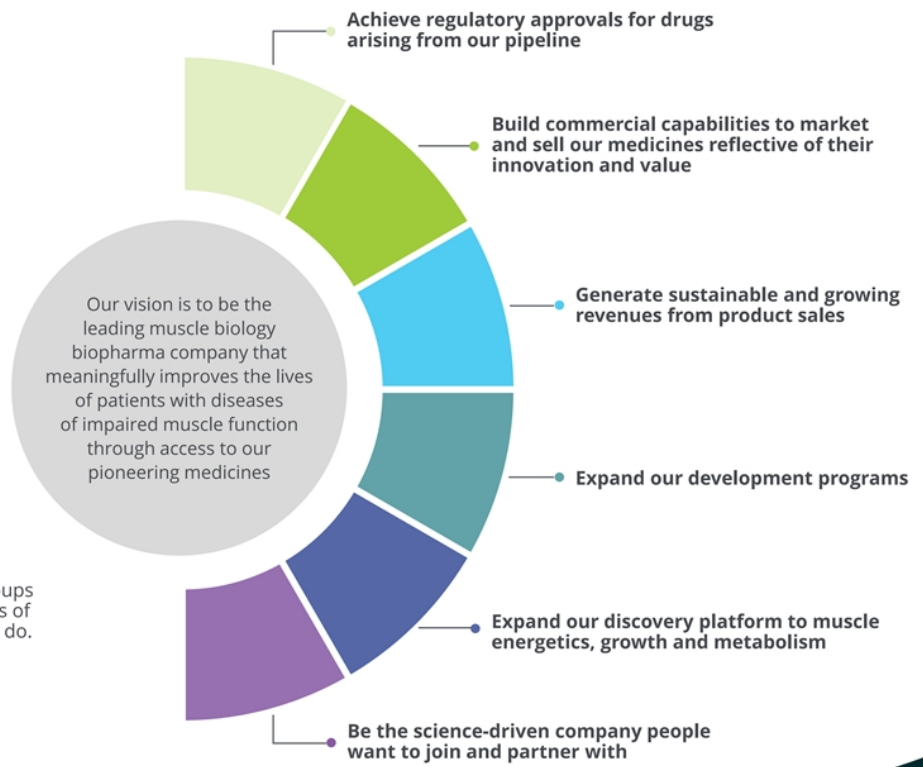 Achieve regulatory approvals for drugs
arising from our pipeline
Build commercial capabilities to market
and sell our medicines reflective of their
innovation and value
Generate sustainable and growing
revenues from product sales
Our vision is to be the
leading muscle biology
biopharma company that
meaningfully improves the lives
of patients with diseases
of impaired muscle function
through access to our
pioneering medicines
Expand our development programs
Expand our discovery platform to muscle
energetics, growth and metabolism
Be the science-driven company people
want to join and partner with
of
do.